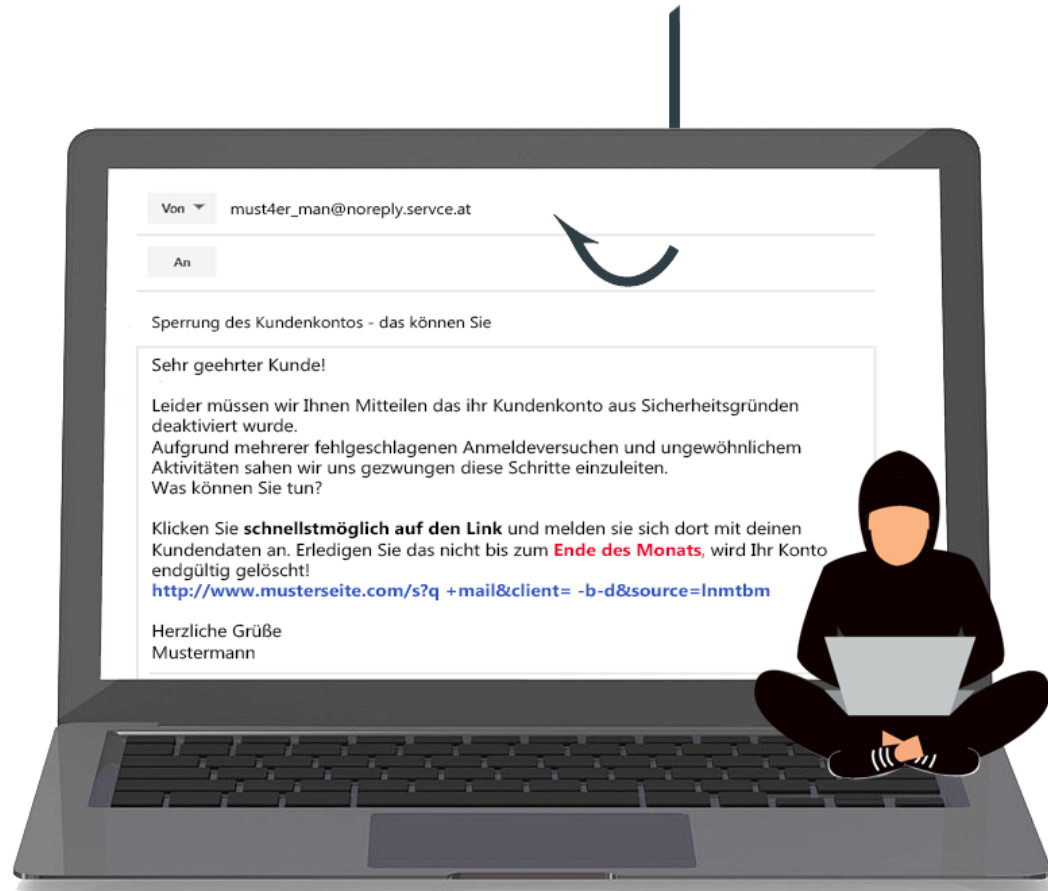 Von must4er_man@noreply.servce.at
An
Sperrung des Kundenkontos - das können Sie
Sehr geehrter Kunde!
Leider müssen wir Ihnen Mitteilen das ihr Kundenkonto aus Sicherheitsgründen
deaktiviert wurde.
Aufgrund mehrerer fehlgeschlagenen Anmeldeversuchen und ungewöhnlichem
Aktivitäten sahen wir uns gezwungen diese Schritte einzuleiten.
Was können Sie tun?
Klicken Sie schnellstmöglich auf den Link und melden sie sich dort mit deinen
Kundendaten an. Erledigen Sie das nicht bis zum Ende des Monats, wird Ihr Konto
endgültig gelöscht!
http://www.musterseite.com/s?q +mail&client= -b-d&source=lnmtbm
Herzliche Grüße
Mustermann